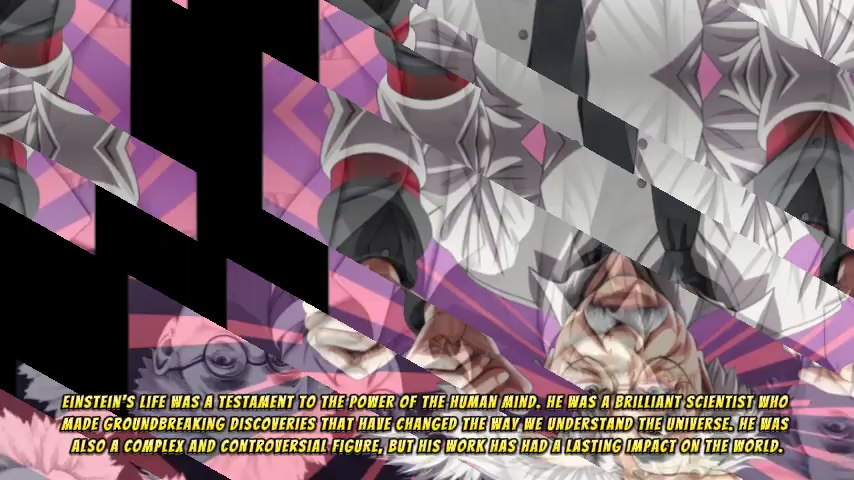 EINSTEIN'S LIFE WAS A TESTAMENT TO THE POWER OF THE HUMAN MIND. HE WAS A BRILLIANT SCIENTIST WHO
MADE GROUNDBREAKING DISCOVERIES THAT HAVE CHANGED THE WAY WE UNDERSTAND THE UNIVERSE. HE WAS
ALSO A COMPLEX AND CONTROVERSIAL FIGURE, BUT HIS WORK HAS HAD A LASTING IMPACT ON THE WORLD.